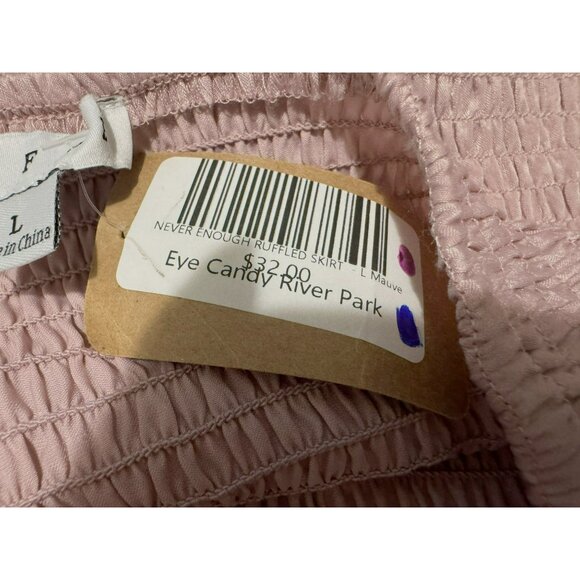 F
L
in China
NEVER ENOUGH RUFFLED SKIRT - L Mauve
$32.00
Eye Candy River Park